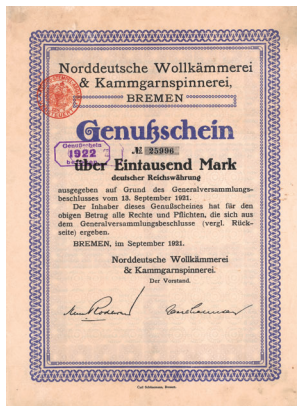 Norddeutsche Wollkämmerei
& Kammgarnspinnerei,
BREMEN
Genußschein
№ 25996
Genußschein
1922
über Eintausend Mark
deutscher Reichswährung
ausgegeben auf Grund des Generalversammlungs-
beschlusses vom 13. September 1921.
Der Inhaber dieses Genußscheines hat für den
obigen Betrag alle Rechte und Pflichten, die sich aus
dem Generalversammlungsbeschlusse (vergl. Rück-
seite) ergeben.
BREMEN, im September 1921.
Norddeutsche Wollkämmerei
& Kammgarnspinnerei.
Der Vorstand.